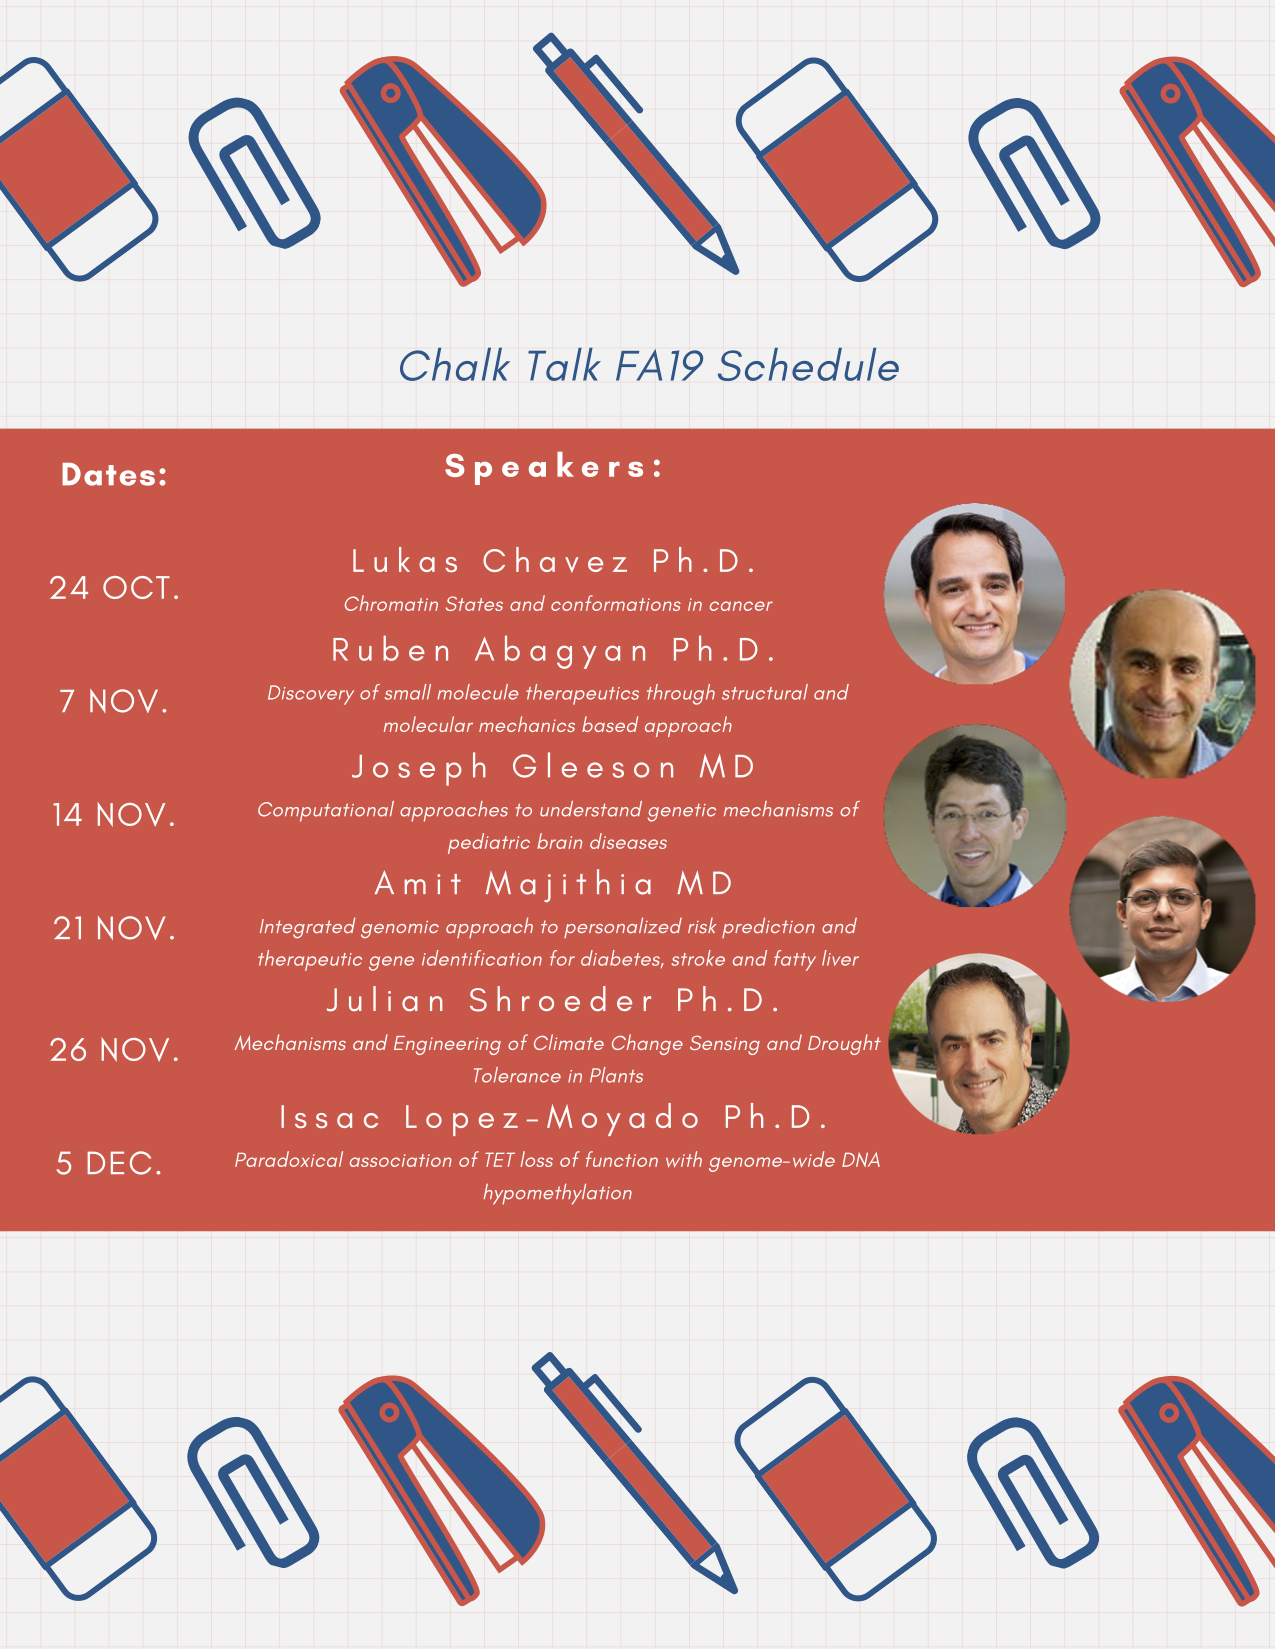 Chalk Talk FA19 Schedule
Dates:
Speakers:
24 OCT.
Lukas Chavez Ph.D.
Chromatin States and conformations in cancer
7 NOV.
Ruben Abagyan Ph.D.
Discovery of small molecule therapeutics through structural and
molecular mechanics based approach
14 NOV.
Joseph Gleeson MD
Computational approaches to understand genetic mechanisms of
pediatric brain diseases
21 NOV.
Amit Majithia MD
Integrated genomic approach to personalized risk prediction and
therapeutic gene identification for diabetes, stroke and fatty liver
26 NOV.
Julian Shroeder Ph.D.
Mechanisms and Engineering of Climate Change Sensing and Drought
Tolerance in Plants
5 DEC.
Issac Lopez-Moyado Ph.D.
Paradoxical association of TET loss of function with genome-wide DNA
hypomethylation